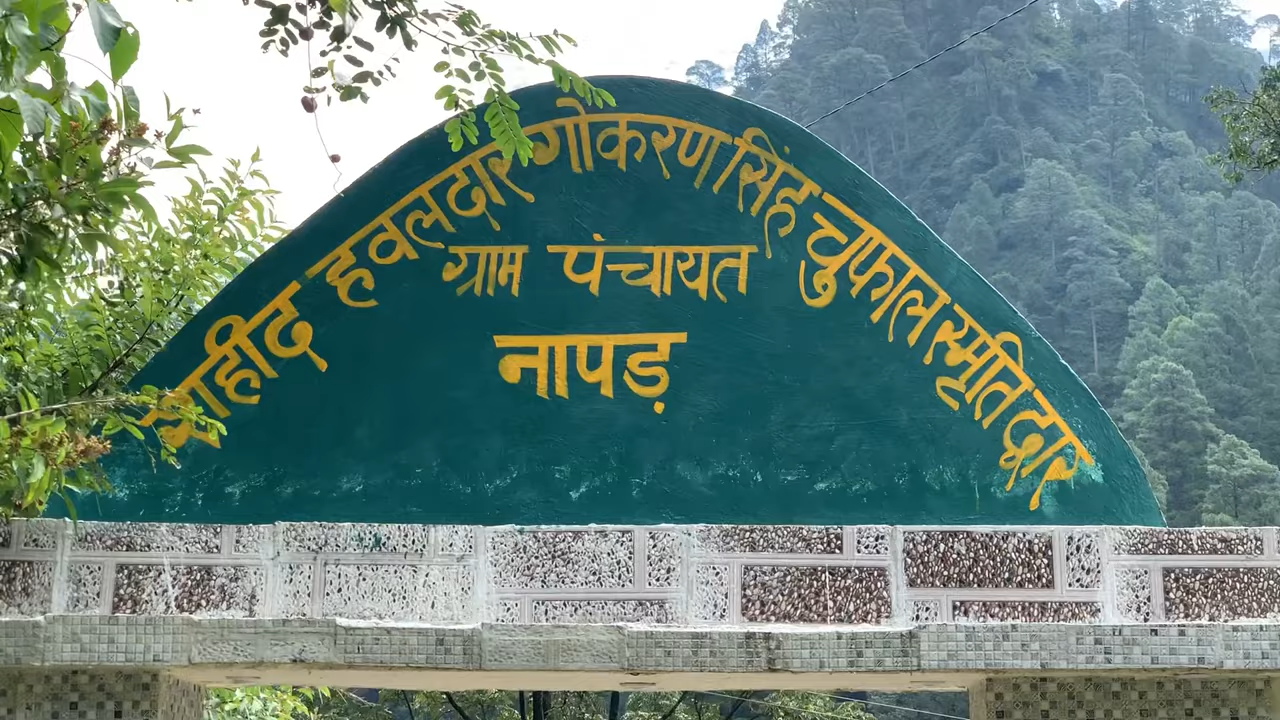 शहीद हवलदार गोकरण सिंह चुफाल स्मृति द्वार
ग्राम पंचायत
नापड़